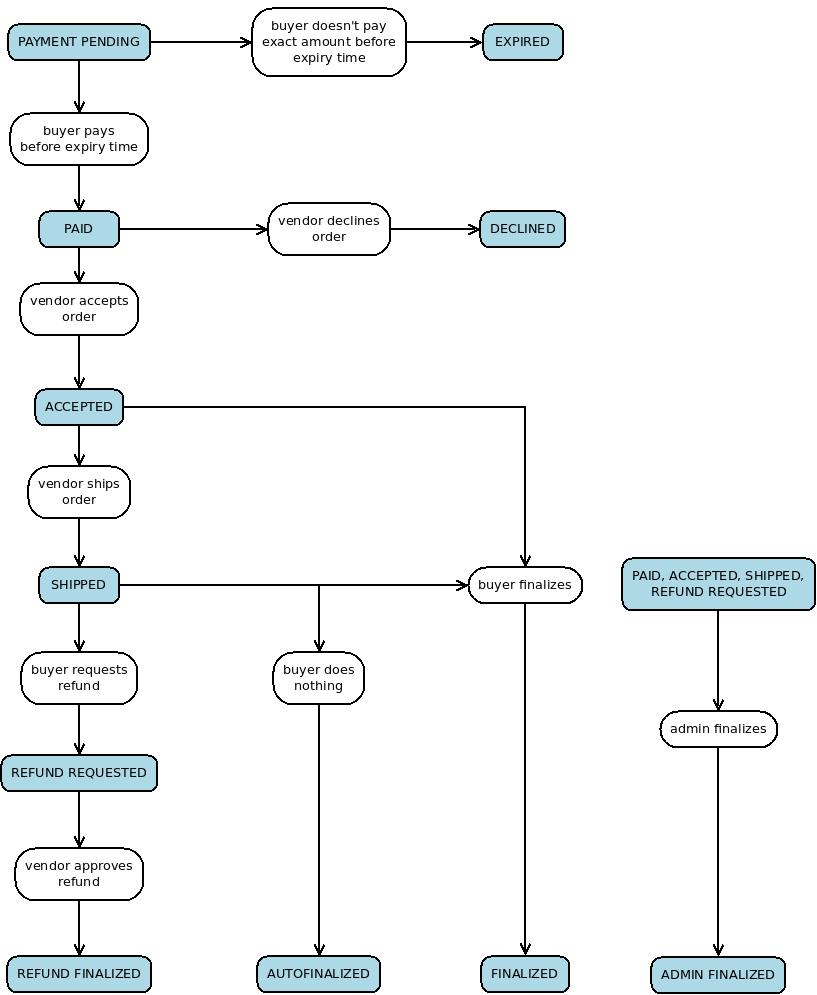 PAYMENT PENDING
buyer doesn't pay
exact amount before
expiry time
EXPIRED
buyer pays
before expiry time
PAID
vendor declines
order
DECLINED
vendor accepts
order
ACCEPTED
vendor ships
order
SHIPPED
buyer finalizes
PAID, ACCEPTED, SHIPPED,
REFUND REQUESTED
buyer requests
refund
buyer does
nothing
admin finalizes
REFUND REQUESTED
vendor approves
refund
REFUND FINALIZED
AUTOFINALIZED
FINALIZED
ADMIN FINALIZED